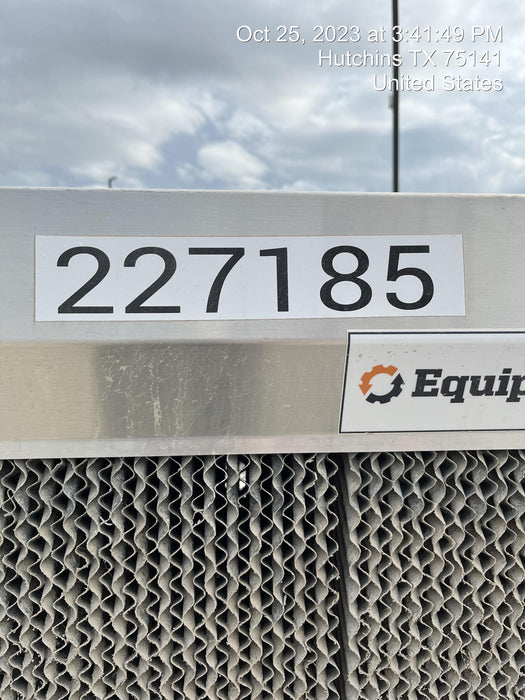 Oct 25, 2023 at 3:41:49 PM
Hutchins TX 75141
United States
227185
Equip